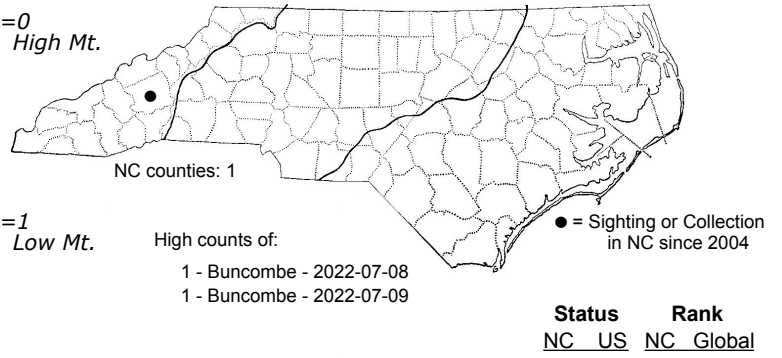 =0
High Mt.
NC counties: 1
=1
Low Mt.
High counts of:
1 - Buncombe - 2022-07-08
1 - Buncombe - 2022-07-09
● = Sighting or Collection
in NC since 2004
Status Rank
NC US NC Global